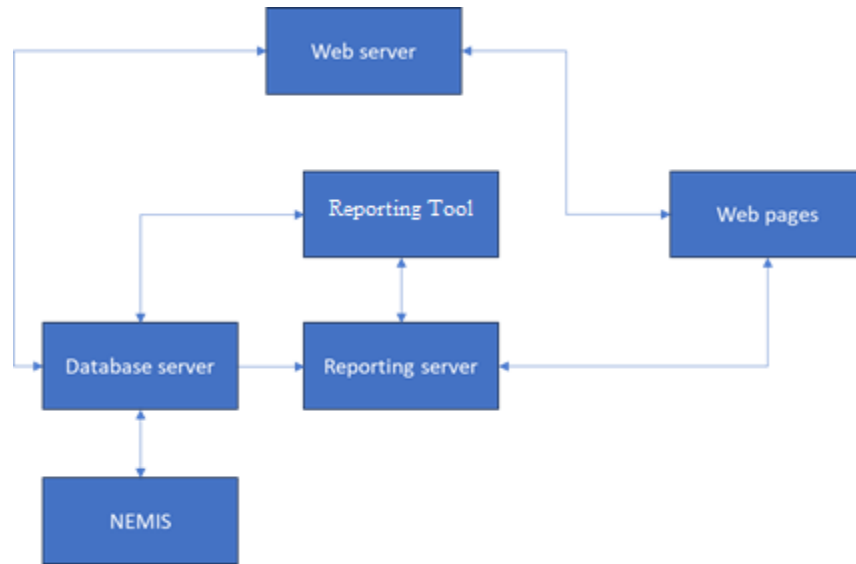 Web server
Reporting Tool
Web pages
Database server
Reporting server
NEMIS